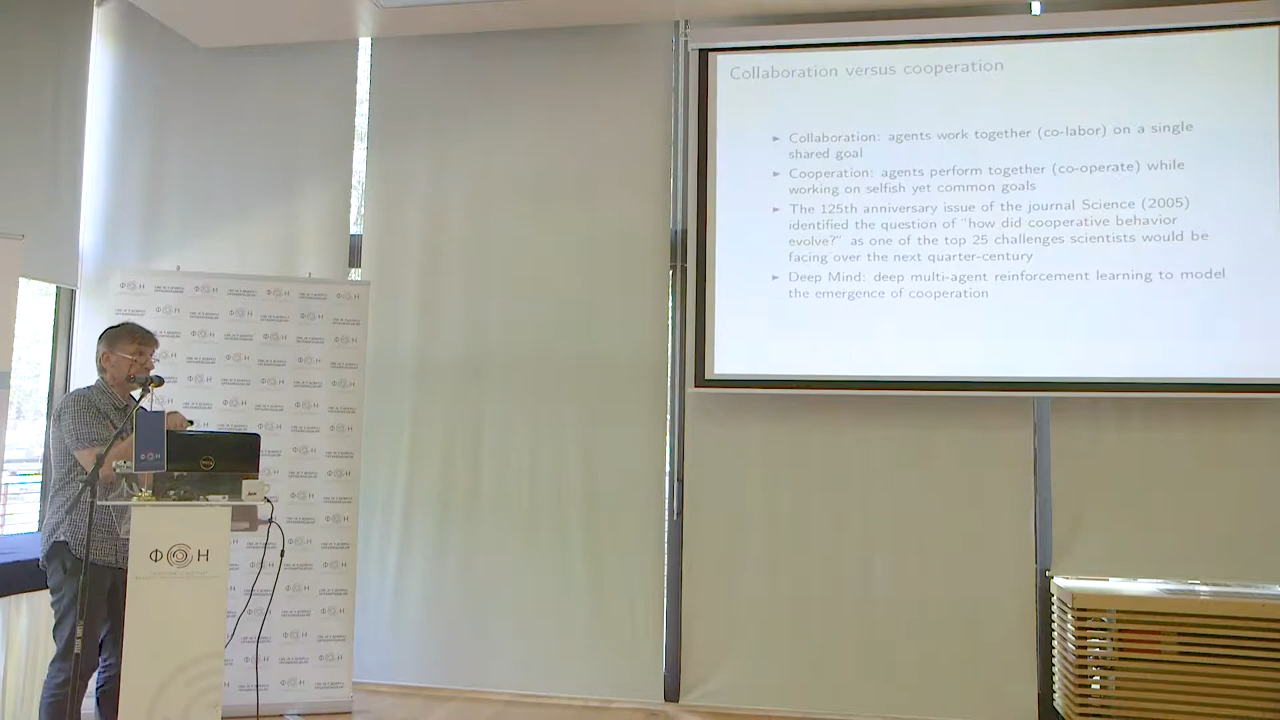 Collaboration versus cooperation
► Collaboration: agents work together (co-labor) on a single
shared goal
► Cooperation: agents perform together (co-operate) while
working on selfish yet common goals
► The 125th anniversary issue of the journal Science (2005)
identified the question of "how did cooperative behavior
evolve?" as one of the top 25 challenges scientists would be
facing over the next quarter-century
► Deep Mind: deep multi-agent reinforcement learning to model
the emergence of cooperation
ФОН
DELL
ФОН